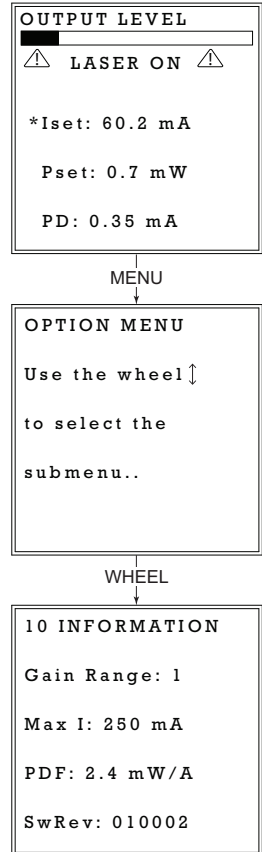 OUTPUT LEVEL
LASER ON
*Iset: 60.2 mA
Pset: 0.7 mW
PD: 0.35 mA
MENU
OPTION MENU
Use the wheel ↕
to select the
submenu..
WHEEL
10 INFORMATION
Gain Range: 1
Max I: 250 mA
PDF: 2.4 mW/A
SwRev: 010002